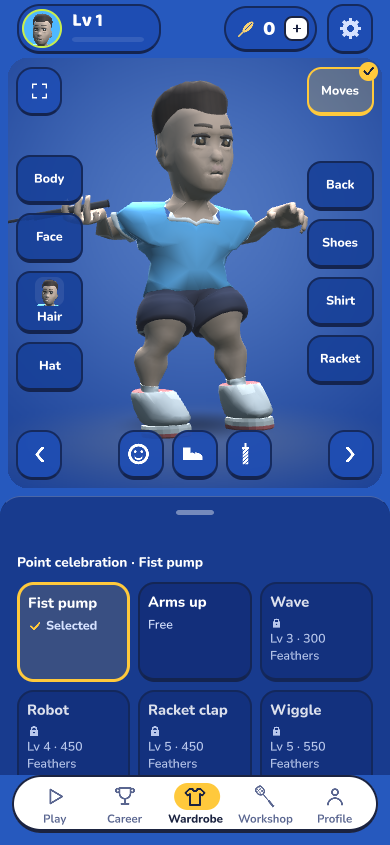 Lv 1
0
+
Moves
Body
Back
Face
Shoes
Hair
Shirt
Hat
Racket
Point celebration · Fist pump
Fist pump
Selected
Arms up
Free
Wave
Lv 3 · 300
Feathers
Robot
Lv 4 · 450
Feathers
Racket clap
Lv 5 · 450
Feathers
Wiggle
Lv 5 · 550
Feathers
Play
Career
Wardrobe
Workshop
Profile